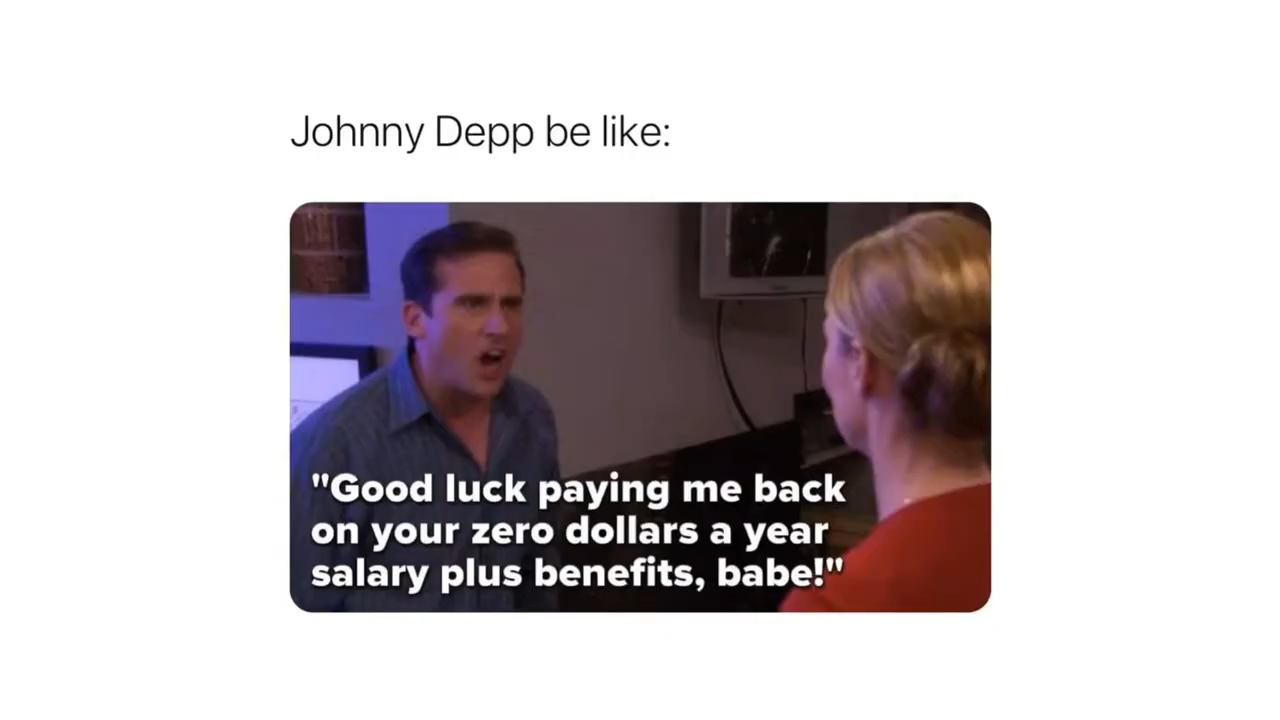 Johnny Depp be like:
"Good luck paying me back
on your zero dollars a year
salary plus benefits, babe!"